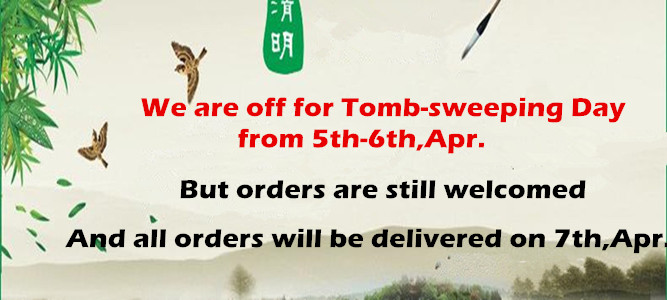 清明
We are off for Tomb-sweeping Day
from 5th-6th,Apr.
But orders are still welcomed
And all orders will be delivered on 7th,Apr.